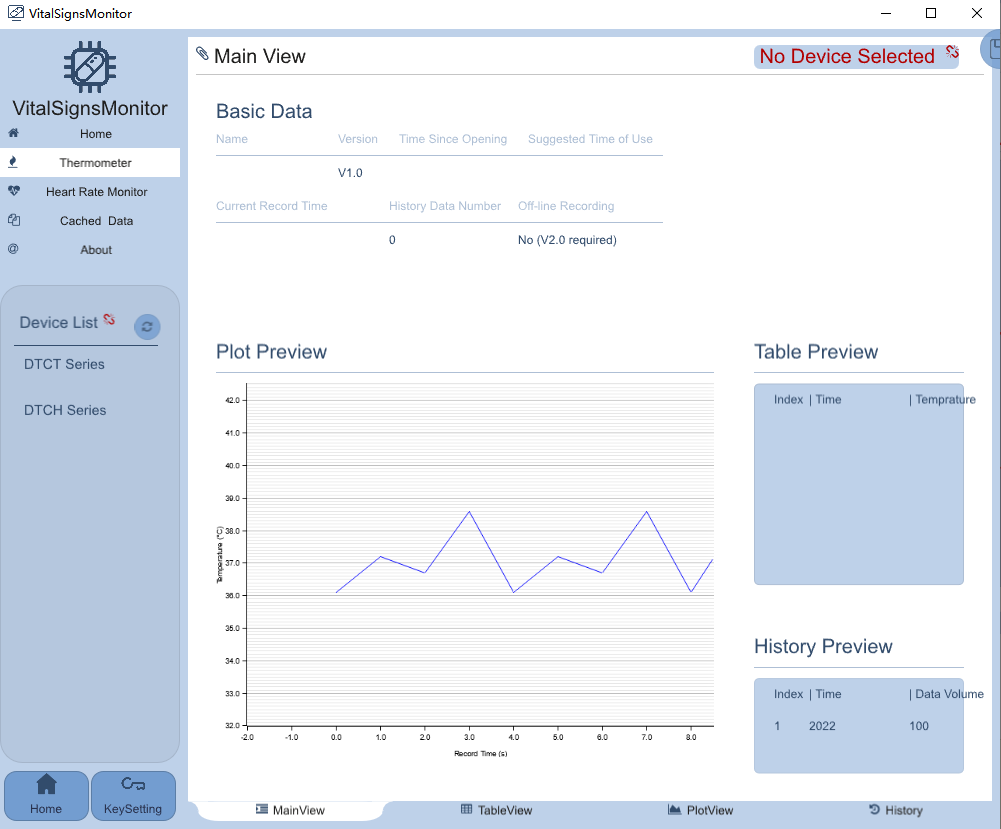 VitalSignsMonitor
VitalSignsMonitor
Home
Thermometer
Heart Rate Monitor
Cached Data
@ About
Device List
DTCT Series
DTCH Series
Home
KeySetting
Main View
No Device Selected
Basic Data
Name Version Time Since Opening Suggested Time of Use
V1.0
Current Record Time History Data Number Off-line Recording
0 No (V2.0 required)
Plot Preview
42.0
41.0
40.0
39.0
38.0
37.0
36.0
35.0
34.0
33.0
32.0
Temperature (°C)
-2.0 -1.0 0.0 1.0 2.0 3.0 4.0 5.0 6.0 7.0 8.0
Record Time (s)
Table Preview
Index | Time | Temprature
History Preview
Index | Time | Data Volume
1 2022 100
MainView TableView PlotView History